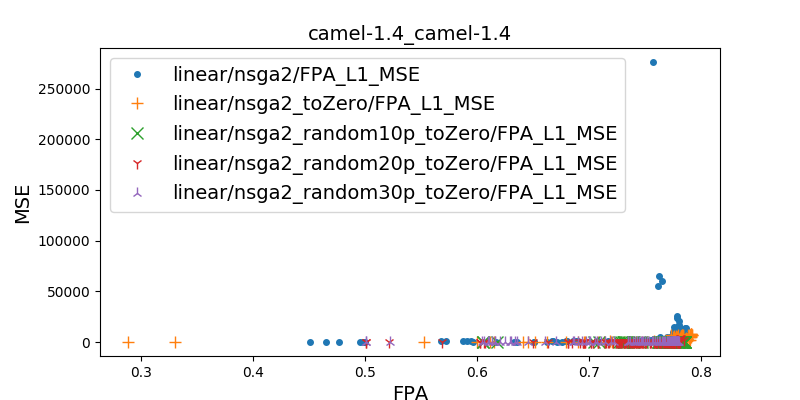 camel-1.4_camel-1.4
linear/nsga2/FPA_L1_MSE
linear/nsga2_toZero/FPA_L1_MSE
linear/nsga2_random10p_toZero/FPA_L1_MSE
linear/nsga2_random20p_toZero/FPA_L1_MSE
linear/nsga2_random30p_toZero/FPA_L1_MSE
MSE
250000
200000
150000
100000
50000
0
0.3 0.4 0.5 0.6 0.7 0.8
FPA